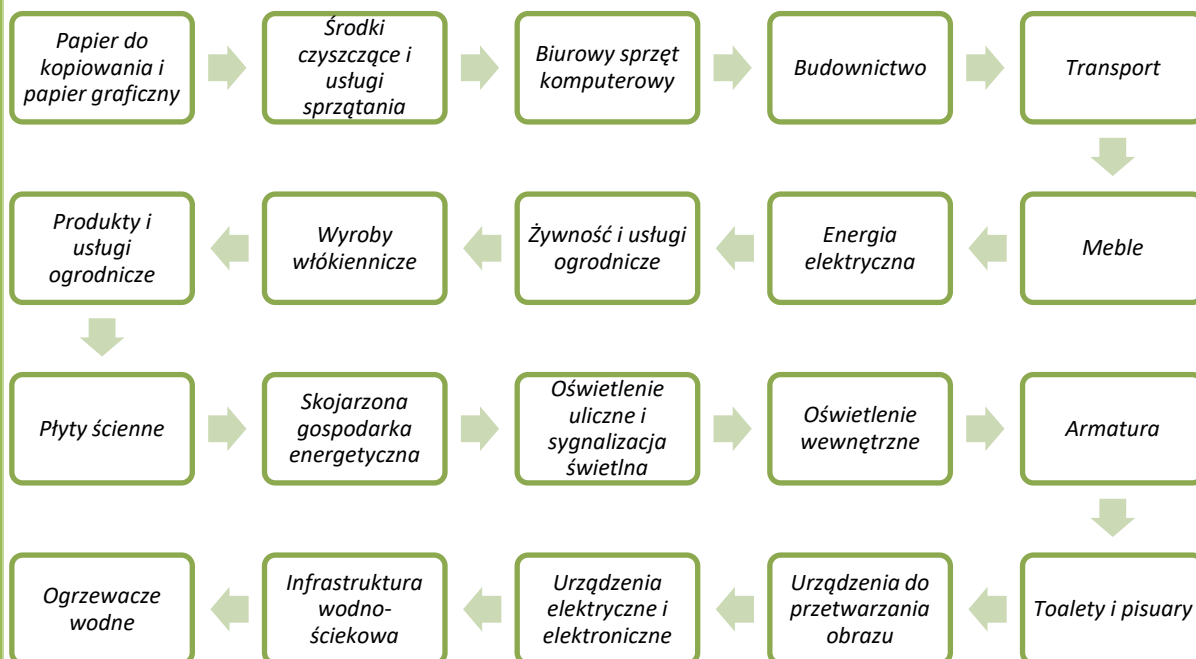 Papier do
kopiowania i
papier graficzny
Środki
czyszczące i
usługi
sprzątania
Biurowy sprzęt
komputerowy
Budownictwo
Transport
Meble
Energia
elektryczna
Żywność i usługi
ogrodnicze
Wyroby
włókiennicze
Produkty i
usługi
ogrodnicze
Płyty ścienne
Skojarzona
gospodarka
energetyczna
Oświetlenie
uliczne i
sygnalizacja
świetlna
Oświetlenie
wewnętrzne
Armatura
Toalety i pisuary
Urządzenia do
przetwarzania
obrazu
Urządzenia
elektryczne i
elektroniczne
Infrastruktura
wodno-
ściekowa
Ogrzewacze
wodne